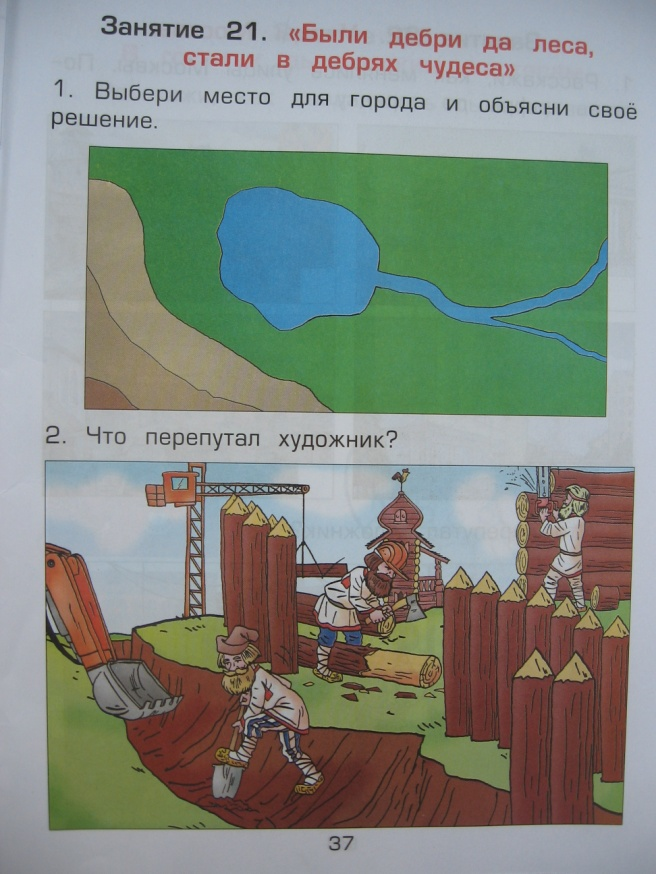 Занятие 21. «Были дебри да леса,
стали в дебрях чудеса»
1. Выбери место для города и объясни своё
решение.
2. Что перепутал художник?
37